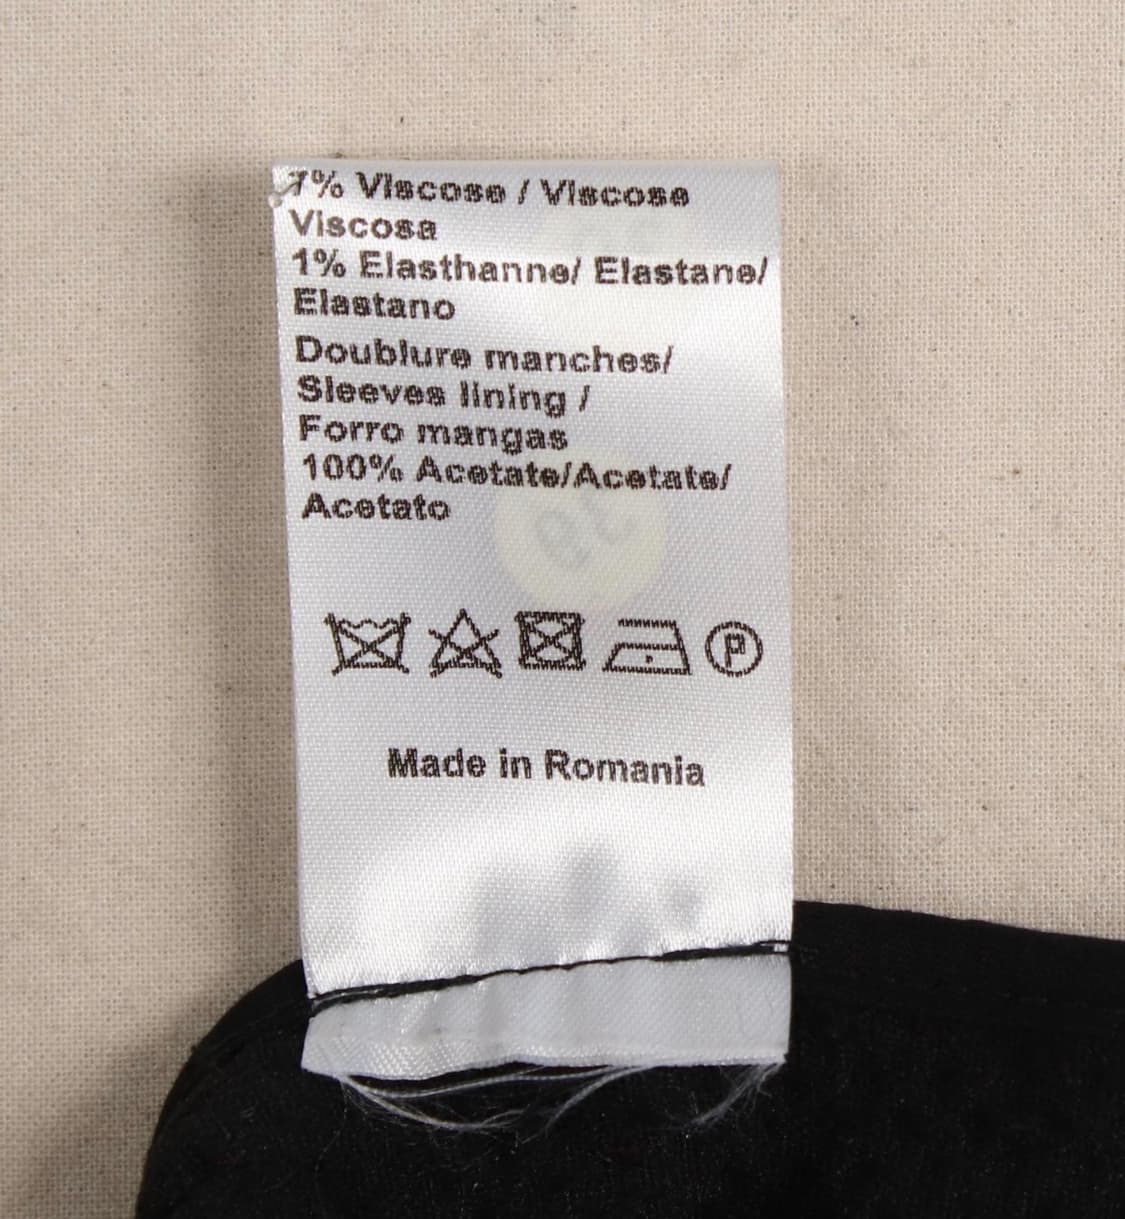 7% Viscose / Viscose
Viscosa
1% Elasthanne/ Elastane/
Elastano
Doublure manches/
Sleeves lining /
Forro mangas
100% Acetate/Acetate/
Acetato
P
Made in Romania